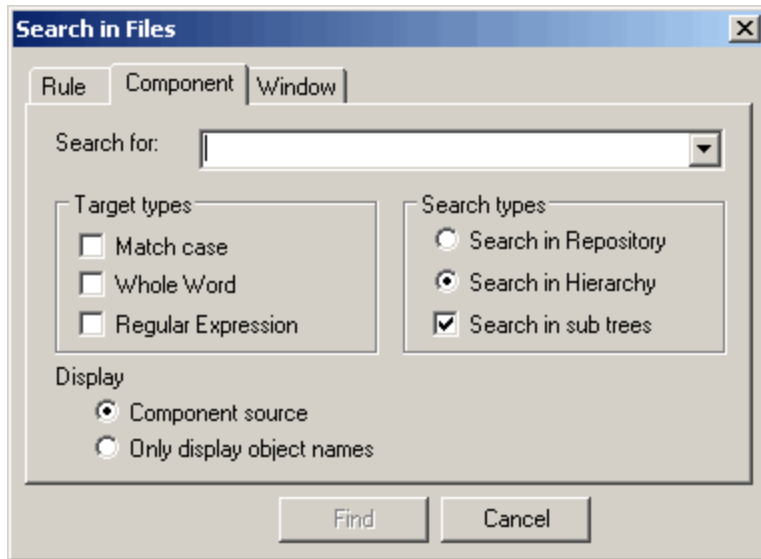 Search in Files
Rule Component Window
Search for:
Target types
Match case
Whole Word
Regular Expression
Search types
Search in Repository
Search in Hierarchy
Search in sub trees
Display
Component source
Only display object names
Find Cancel